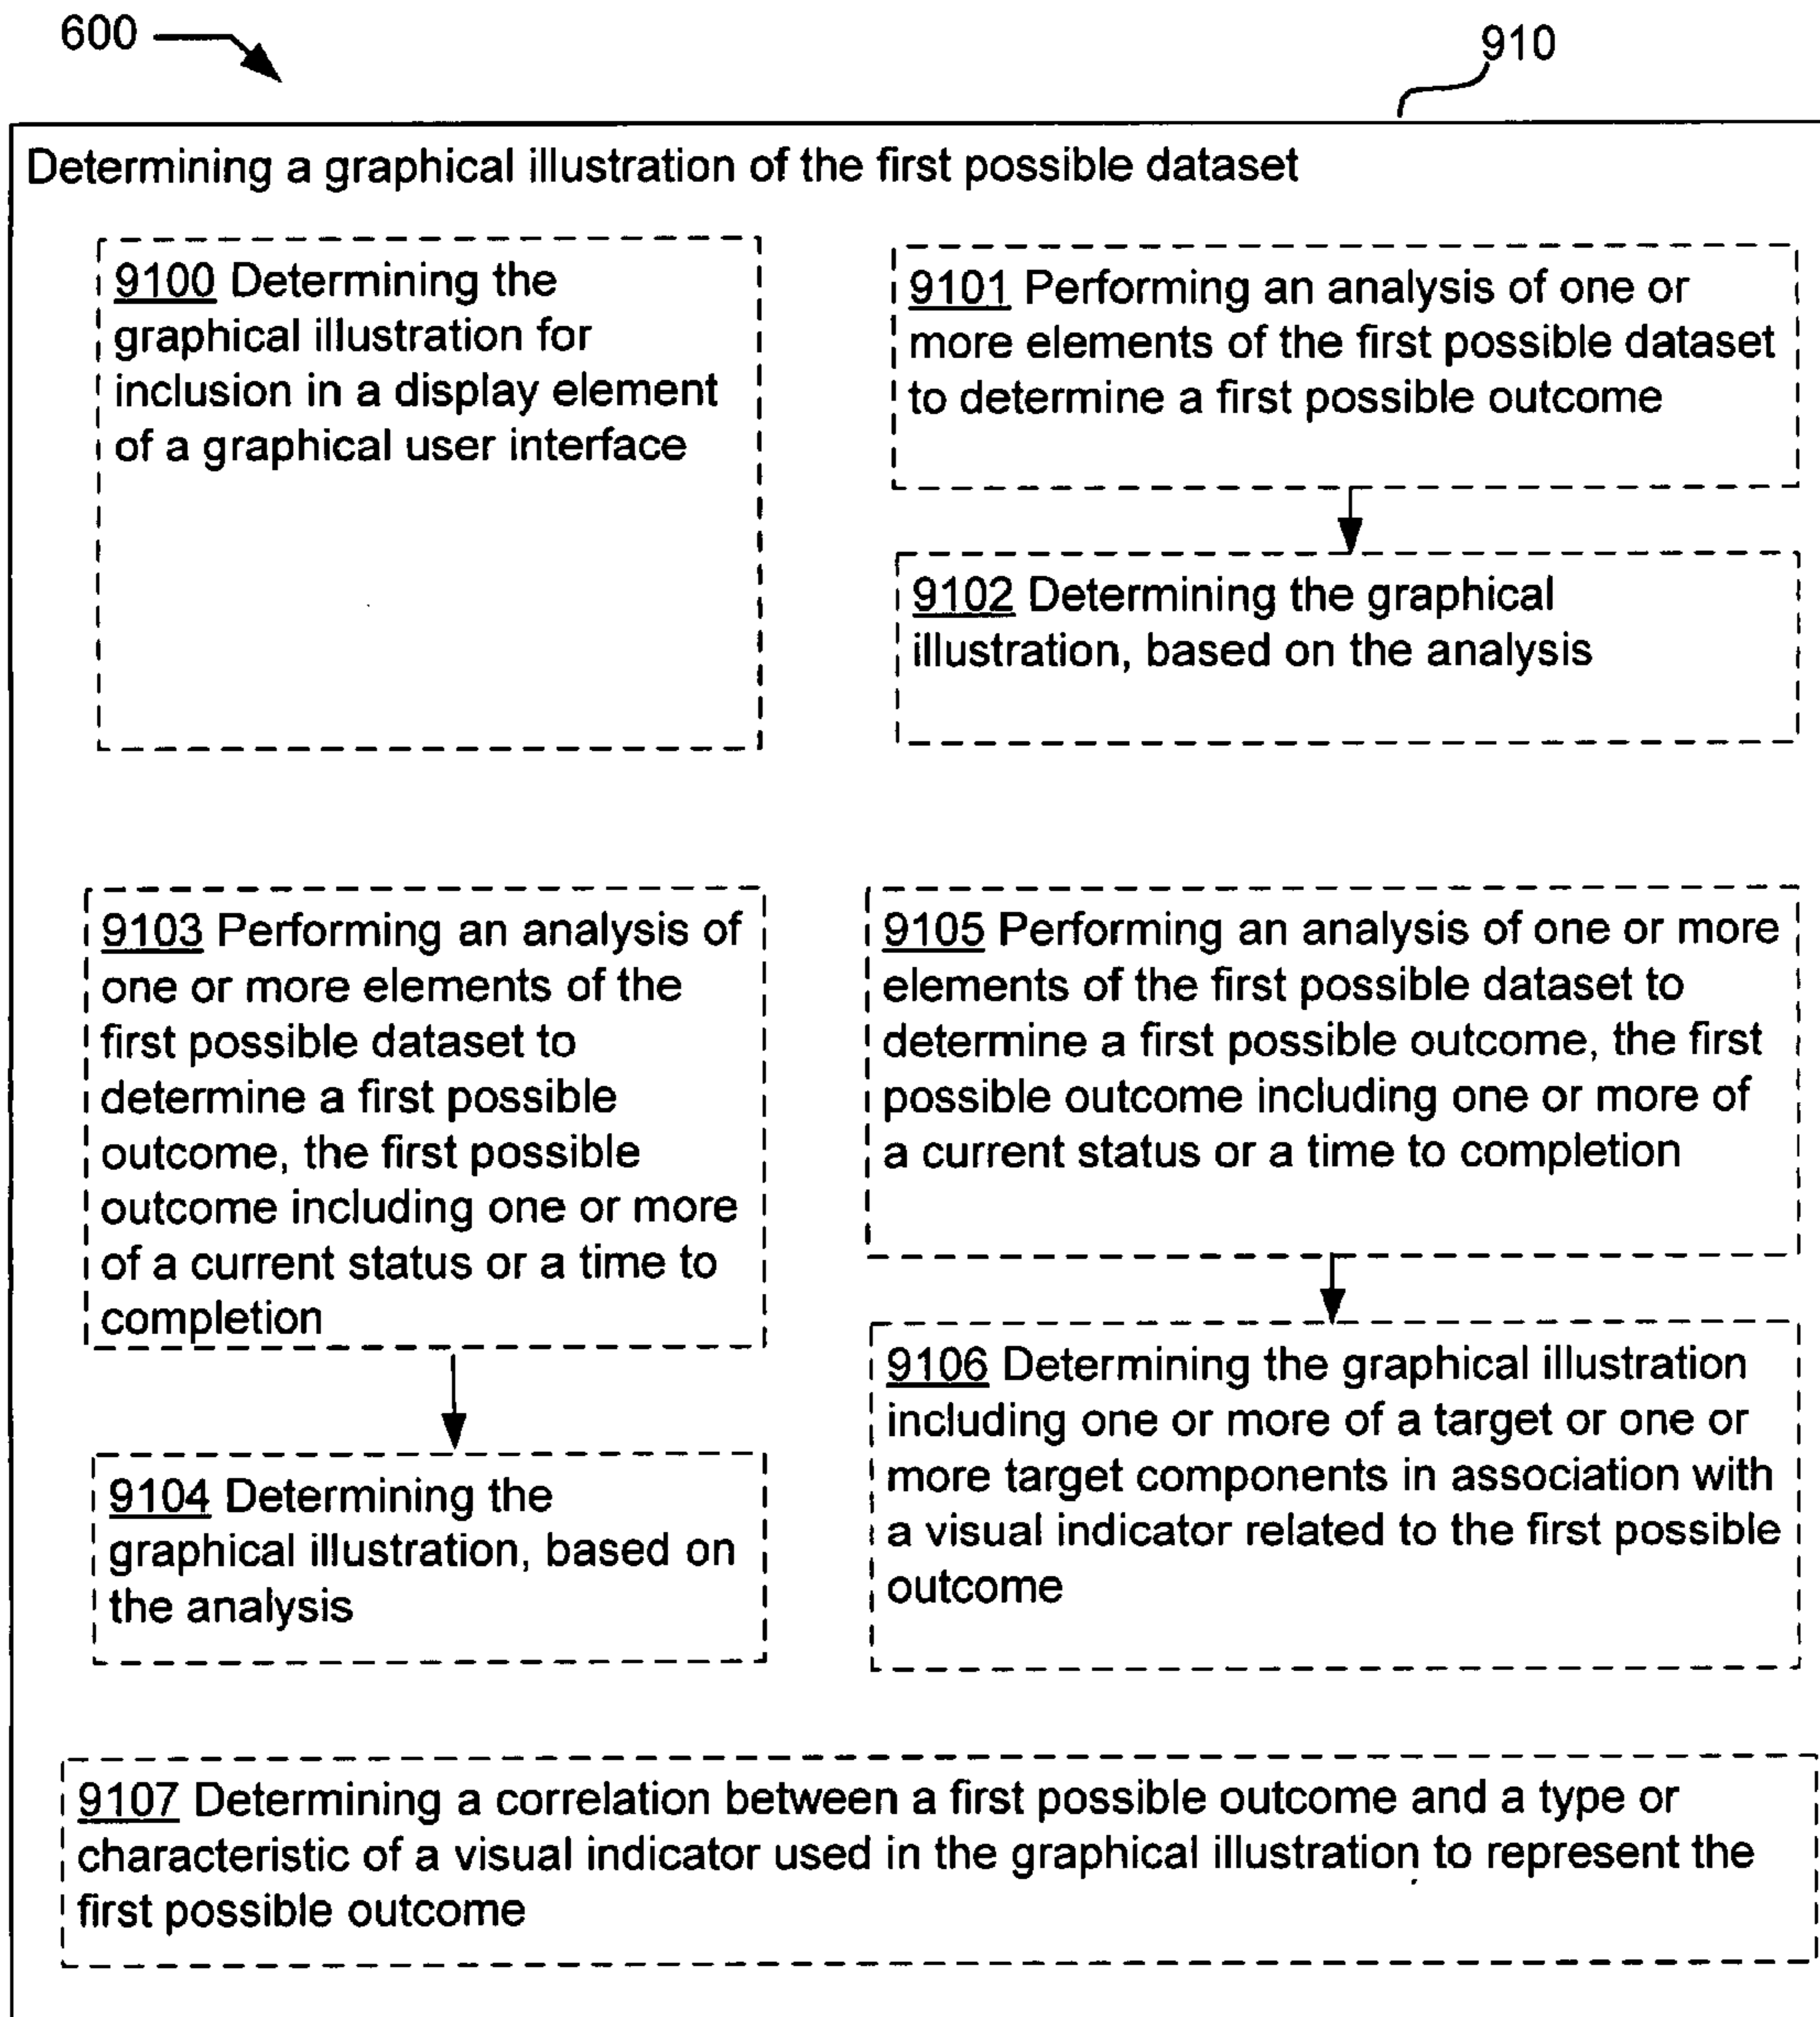 600
910
Determining a graphical illustration of the first possible dataset
9100 Determining the
graphical illustration for
inclusion in a display element
of a graphical user interface
9101 Performing an analysis of one or
more elements of the first possible dataset
to determine a first possible outcome
9102 Determining the graphical
illustration, based on the analysis
9103 Performing an analysis of
one or more elements of the
first possible dataset to
determine a first possible
outcome, the first possible
outcome including one or more
of a current status or a time to
completion
9104 Determining the
graphical illustration, based on
the analysis
9105 Performing an analysis of one or more
elements of the first possible dataset to
determine a first possible outcome, the first
possible outcome including one or more of
a current status or a time to completion
9106 Determining the graphical illustration
including one or more of a target or one or
more target components in association with
a visual indicator related to the first possible
outcome
9107 Determining a correlation between a first possible outcome and a type or
characteristic of a visual indicator used in the graphical illustration to represent the
first possible outcome